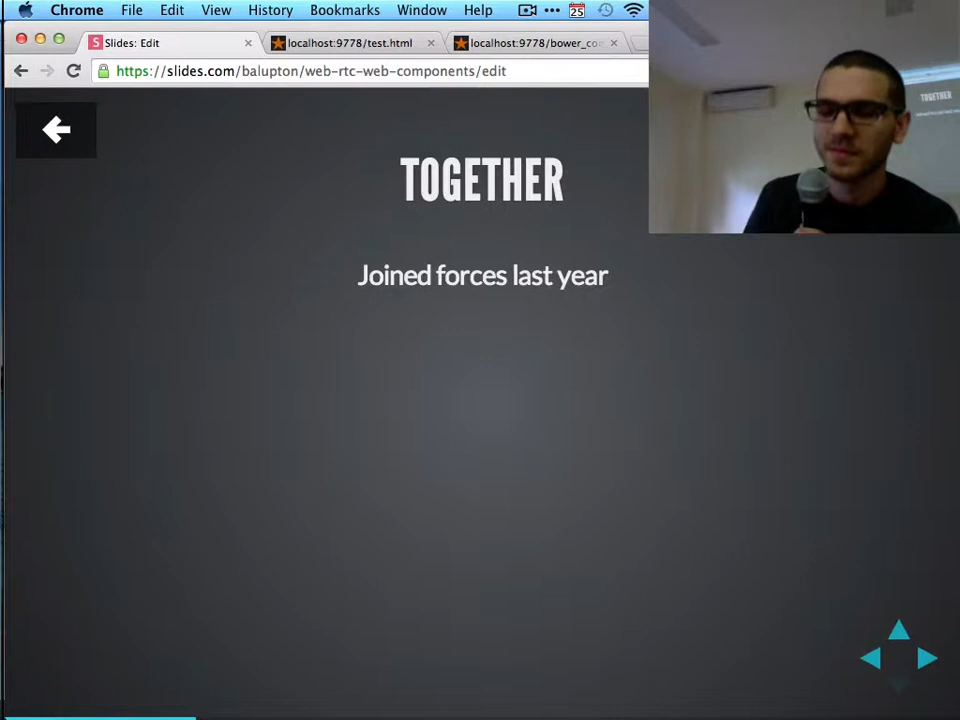 Chrome File Edit View History Bookmarks Window Help 25
Slides: Edit localhost:9778/test.html localhost:9778/bower_co
https://slides.com/balupton/web-rtc-web-components/edit
TOGETHER
TOGETHER
Joined forces last year